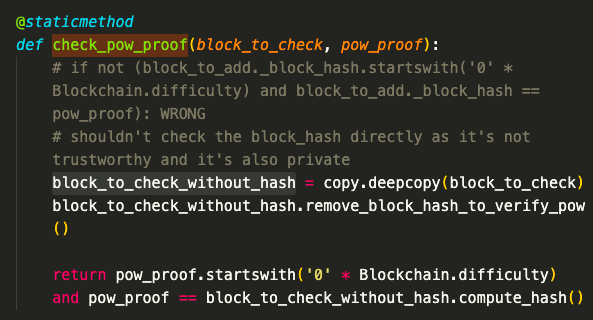 @staticmethod
def check_pow_proof(block_to_check, pow_proof):
# if not (block_to_add._block_hash.startswith('0' *
Blockchain.difficulty) and block_to_add._block_hash ==
pow_proof): WRONG
# shouldn't check the block_hash directly as it's not
trustworthy and it's also private
block_to_check_without_hash = copy.deepcopy(block_to_check)
block_to_check_without_hash.remove_block_hash_to_verify_pow
()
return pow_proof.startswith('0' * Blockchain.difficulty)
and pow_proof == block_to_check_without_hash.compute_hash()